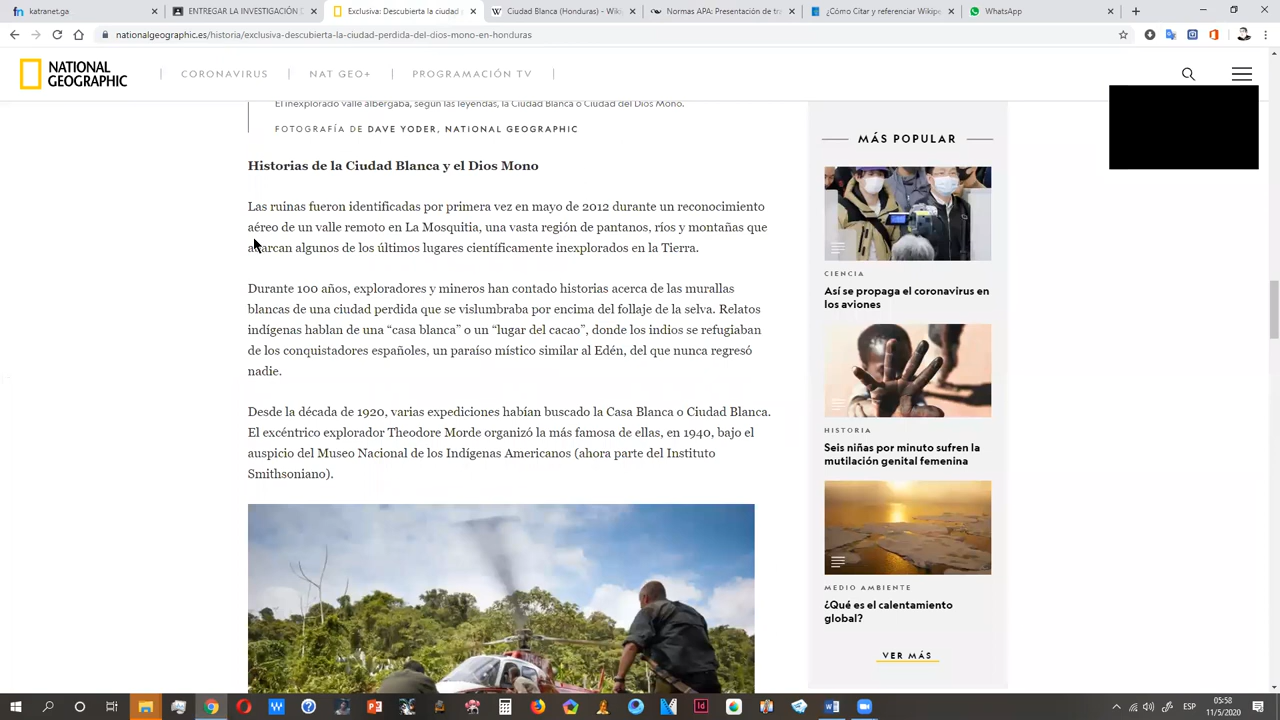 katranet.g
ENTREGAR LA INVESTIGACIÓN D
Exclusiva: Descubierta la ciudad
Ciudad Blanca (Honduras) - Wiki
Normas APA: Presentación de tra
¿Cómo Citar y Referenciar Wikip
WhatsApp
nationalgeographic.es/historia/exclusiva-descubierta-la-ciudad-perdida-del-dios-mono-en-honduras
NATIONAL
GEOGRAPHIC
CORONAVIRUS
NAT GEO+
PROGRAMACIÓN TV
El inexplorado valle albergaba, según las leyendas, la Ciudad Blanca o Ciudad del Dios Mono.
FOTOGRAFÍA DE DAVE YODER, NATIONAL GEOGRAPHIC
Historias de la Ciudad Blanca y el Dios Mono
Las ruinas fueron identificadas por primera vez en mayo de 2012 durante un reconocimiento
aéreo de un valle remoto en La Mosquitia, una vasta región de pantanos, ríos y montañas que
abarcan algunos de los últimos lugares científicamente inexplorados en la Tierra.
Durante 100 años, exploradores y mineros han contado historias acerca de las murallas
blancas de una ciudad perdida que se vislumbraba por encima del follaje de la selva. Relatos
indígenas hablan de una “casa blanca” o un “lugar del cacao”, donde los indios se refugiaban
de los conquistadores españoles, un paraíso místico similar al Edén, del que nunca regresó
nadie.
Desde la década de 1920, varias expediciones habían buscado la Casa Blanca o Ciudad Blanca.
El excéntrico explorador Theodore Morde organizó la más famosa de ellas, en 1940, bajo el
auspicio del Museo Nacional de los Indígenas Americanos (ahora parte del Instituto
Smithsoniano).
MÁS POPULAR
CIENCIA
Así se propaga el coronavirus en
los aviones
HISTORIA
Seis niñas por minuto sufren la
mutilación genital femenina
MEDIO AMBIENTE
¿Qué es el calentamiento
global?
VER MÁS
ESP
05:58
11/5/2020